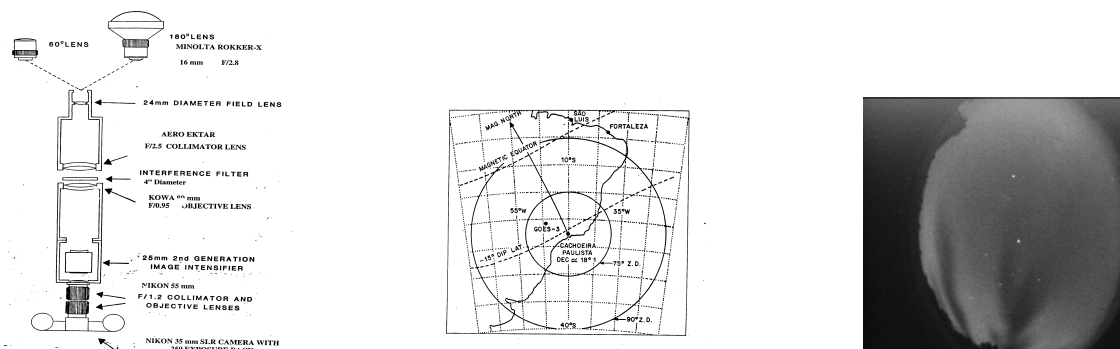 60°LENS
180°LENS
MINOLTA ROKKER-X
16 mm F/2.8
24mm DIAMETER FIELD LENS
AERO EKTAR
F/2.5 COLLIMATOR LENS
INTERFERENCE FILTER
4" Diameter
KOWA mm
F/0.95 OBJECTIVE LENS
25mm 2nd GENERATION
IMAGE INTENSIFIER
NIKON 55 mm
F/1.2 COLLIMATOR AND
OBJECTIVE LENSES
NIKON 35 mm SLR CAMERA WITH
MAG NORTH
SÃO
LUIS
FORTALEZA
MAGNETIC EQUATOR
10°S
55°W
35°W
GOES-3
-15° DIP LAT.
CACHOEIRA
PAULISTA
75° Z.D.
40°S
90°Z.D.